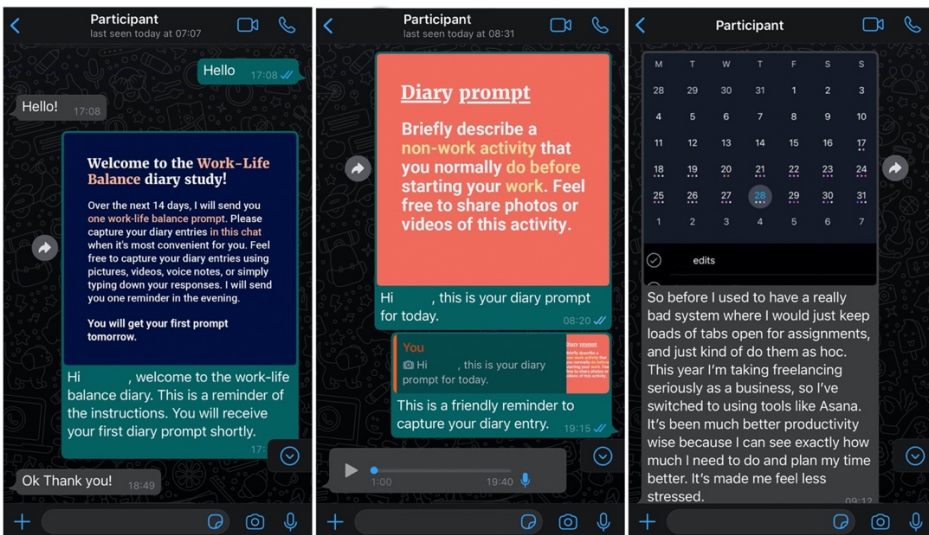 Participant
last seen today at 07:07
Hello
17:08
Hello!
17:08
Welcome to the Work-Life
Balance diary study!
Over the next 14 days, I will send you
one work-life balance prompt. Please
capture your diary entries in this chat
when it's most convenient for you. Feel
free to capture your diary entries using
pictures, videos, voice notes, or simply
typing down your responses. I will send
you one reminder in the evening.
You will get your first prompt
tomorrow.
Hi , welcome to the work-life
balance diary. This is a reminder of
the instructions. You will receive
your first diary prompt shortly.
17:
Ok Thank you!
18:49
Participant
last seen today at 08:31
Diary prompt
Briefly describe a
non-work activity that
you normally do before
starting your work. Feel
free to share photos or
videos of this activity.
Hi , this is your diary prompt
for today.
08:20
You
Hi , this is your diary
prompt for today.
Diary prompt
This is a friendly reminder to
capture your diary entry.
19:15
1:00
19:40
Participant
M T W T F S S
28 29 30 31 1 2 3
4 5 6 7 8 9 10
11 12 13 14 15 16 17
18 19 20 21 22 23 24
25 26 27 28 29 30 31
1 2 3 4 5 6 7
edits
So before I used to have a really
bad system where I would just keep
loads of tabs open for assignments,
and just kind of do them as hoc.
This year I'm taking freelancing
seriously as a business, so I've
switched to using tools like Asana.
It's been much better productivity
wise because I can see exactly how
much I need to do and plan my time
better. It's made me feel less
stressed.
09:12